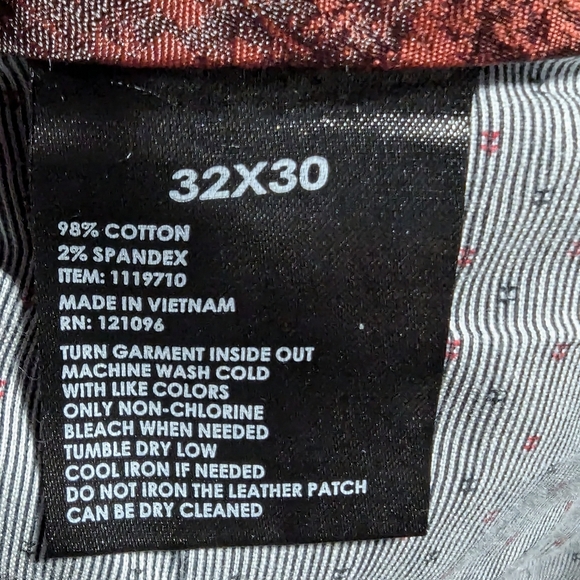 32X30
98% COTTON
2% SPANDEX
ITEM: 1119710
MADE IN VIETNAM
RN: 121096
TURN GARMENT INSIDE OUT
MACHINE WASH COLD
WITH LIKE COLORS
ONLY NON-CHLORINE
BLEACH WHEN NEEDED
TUMBLE DRY LOW
COOL IRON IF NEEDED
DO NOT IRON THE LEATHER PATCH
CAN BE DRY CLEANED